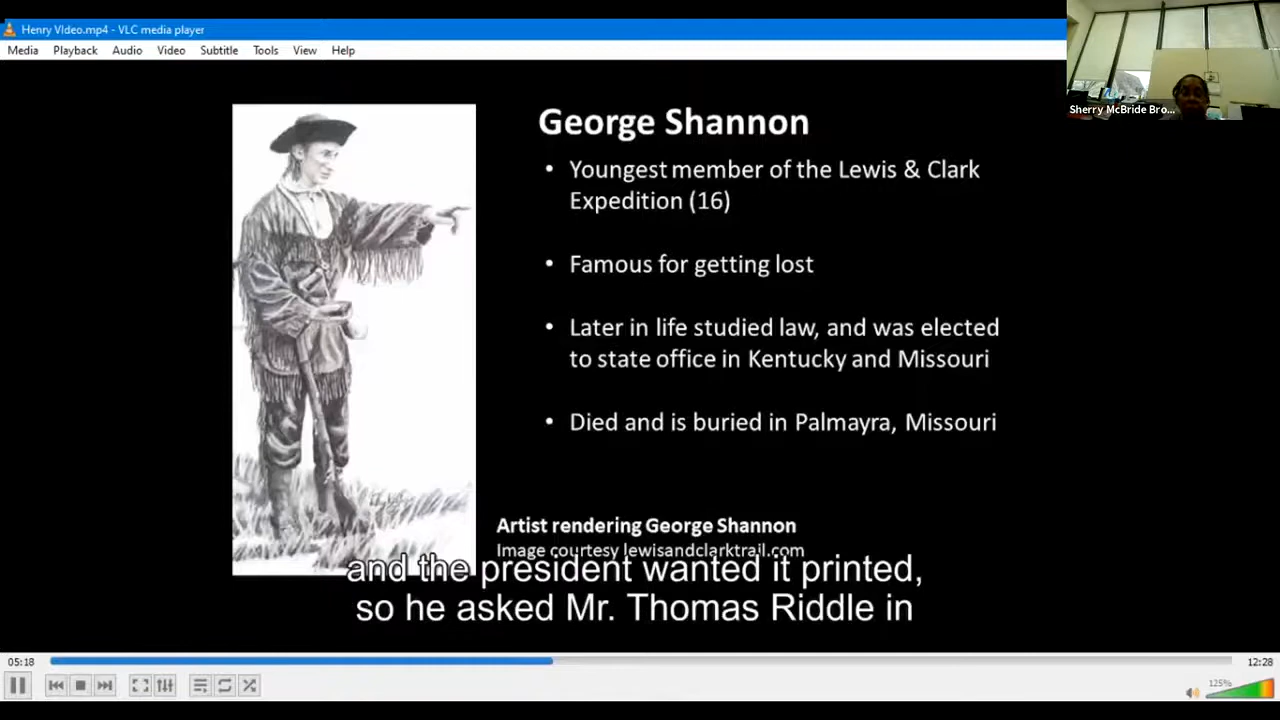 Henry VIdeo.mp4 - VLC media player
Media Playback Audio Video Subtitle Tools View Help
Sherry McBride Bro...
George Shannon
• Youngest member of the Lewis & Clark
Expedition (16)
• Famous for getting lost
• Later in life studied law, and was elected
to state office in Kentucky and Missouri
• Died and is buried in Palmayra, Missouri
Artist rendering George Shannon
Image courtesy lewisandclarktrail.com
and the president wanted it printed,
so he asked Mr. Thomas Riddle in
05:18
12:28
125%